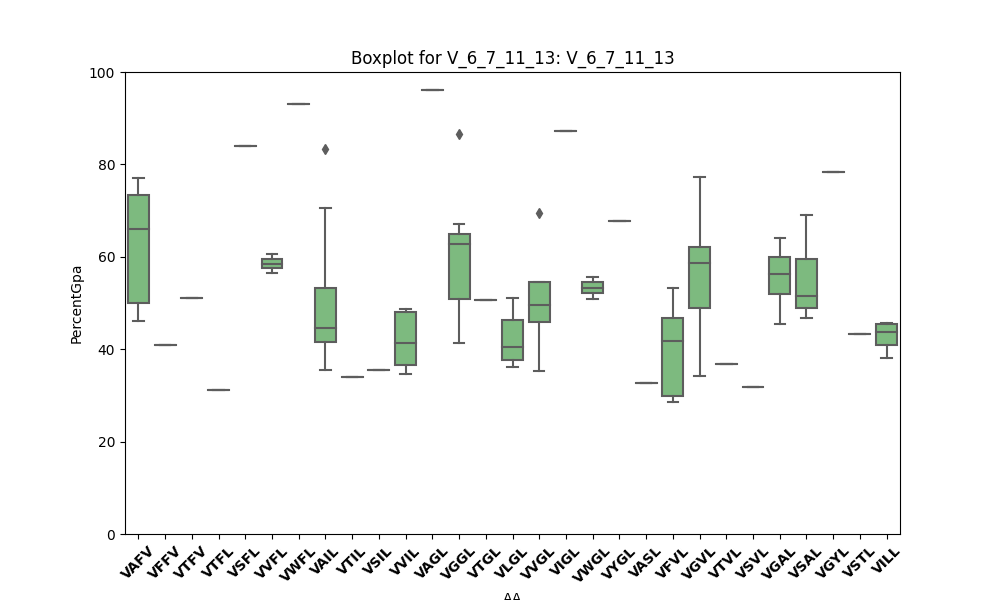 Boxplot for V_6_7_11_13: V_6_7_11_13
100
80
60
40
20
0
PercentGpa
VAFV VFFV VTFV VTFL VSFL VVFL VWFL VAIL VTIL VSIL VVIL VAGL VGGL VTGL VLGL VVGL VIGL VWGL VYGL VASL VFVL VGVL VTVL VSVL VGAL VSAL VGYL VSTL VILL
AA